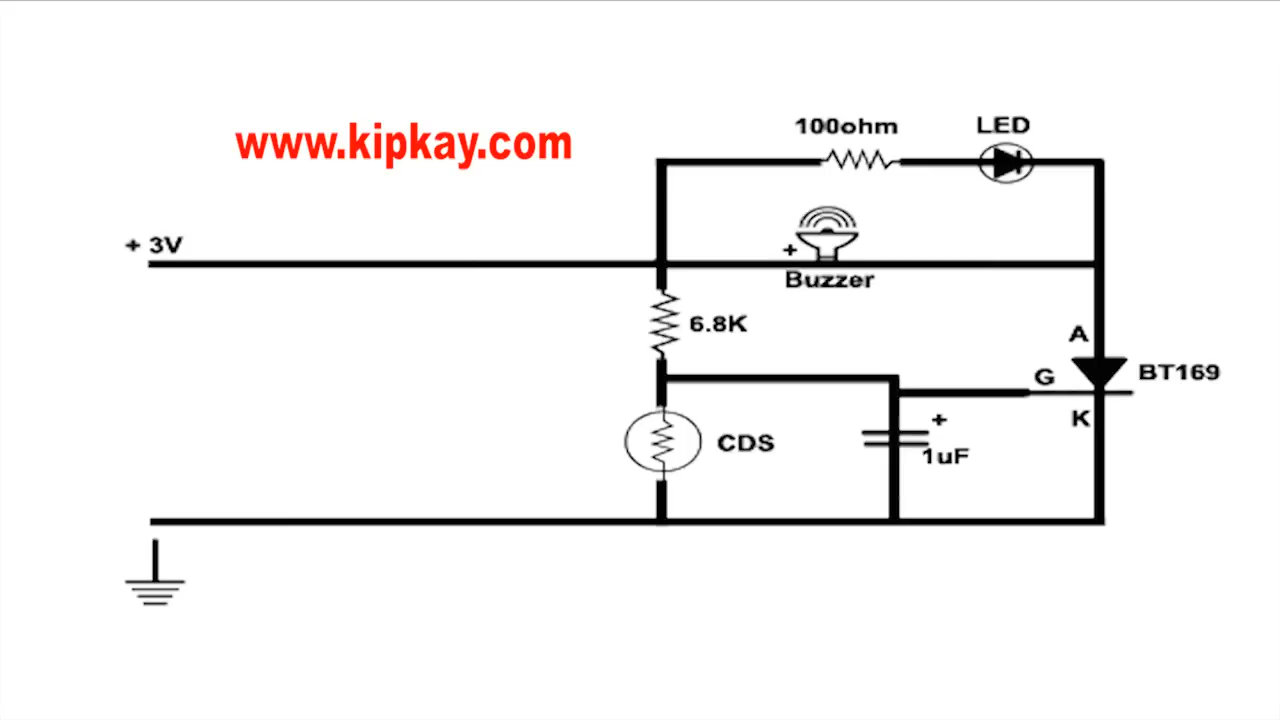 100ohm
LED
www.kipkay.com
+ 3V
+
Buzzer
6.8K
A
G
BT169
K
+
CDS
1uF